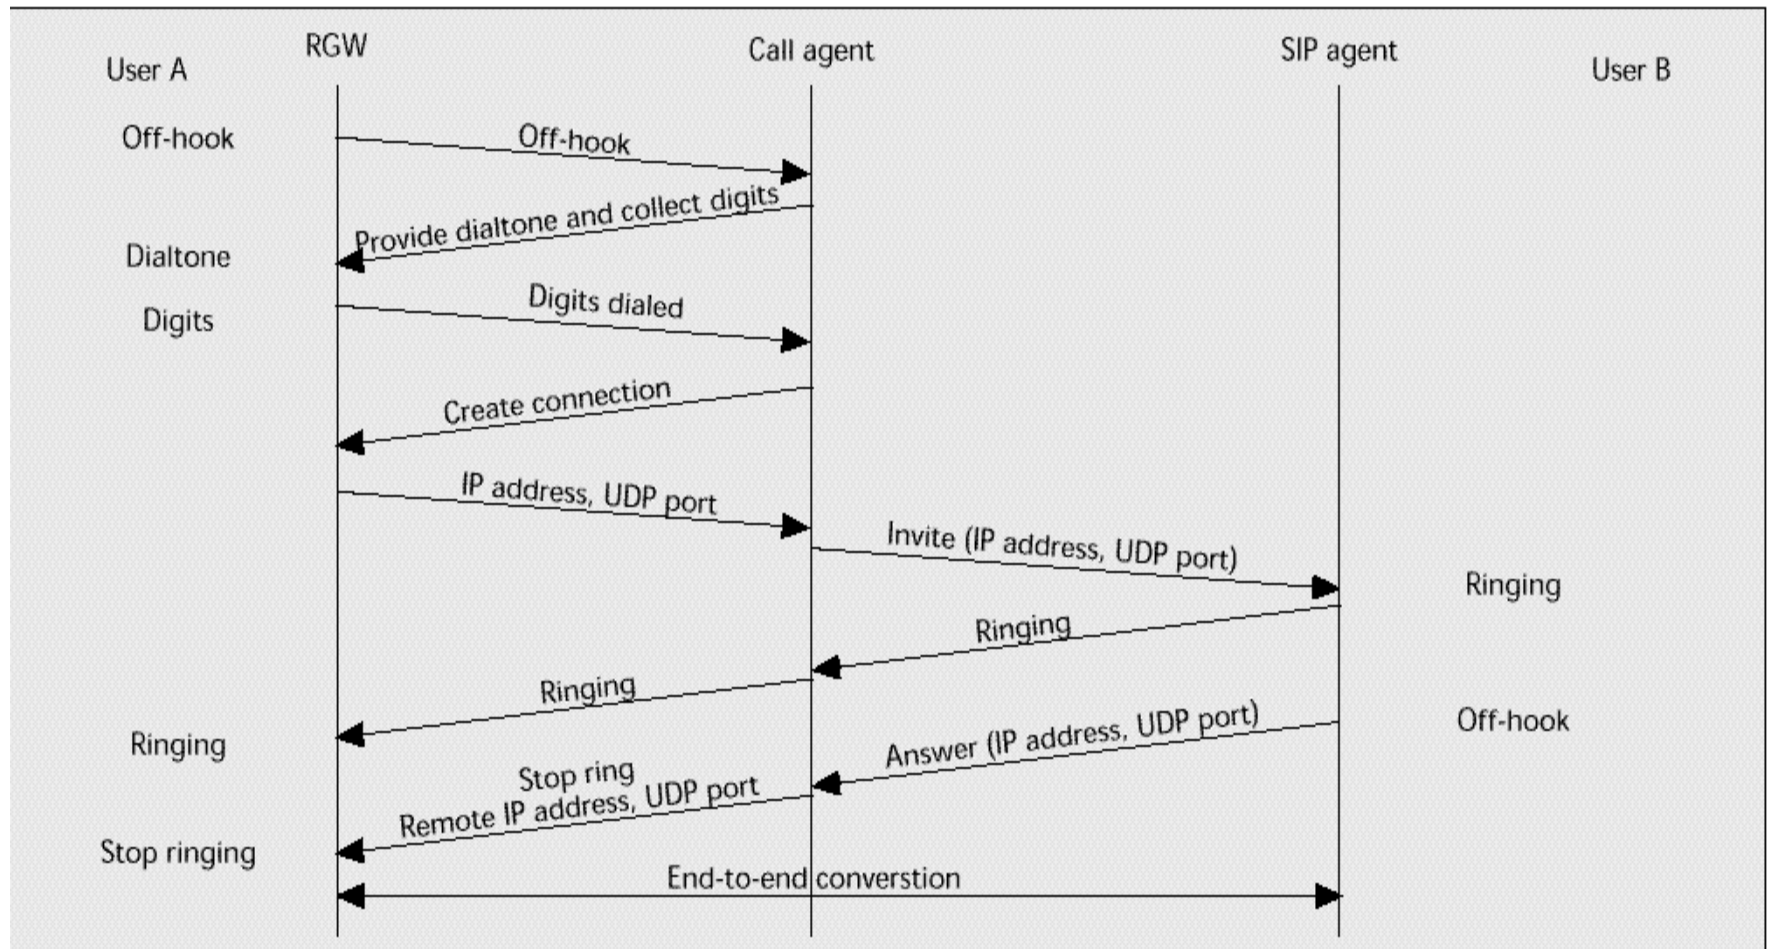 RGW
Call agent
SIP agent
User A
User B
Off-hook
Off-hook
Provide dialtone and collect digits
Dialtone
Digits dialed
Digits
Create connection
IP address, UDP port
Invite (IP address, UDP port)
Ringing
Ringing
Ringing
Ringing
Answer (IP address, UDP port)
Off-hook
Stop ring
Remote IP address, UDP port
Stop ringing
End-to-end converstion